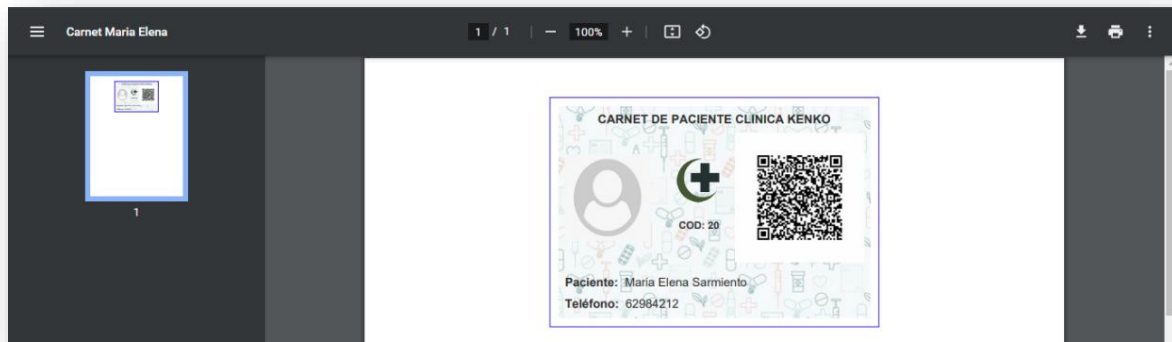 Carnet Maria Elena
1 / 1
100%
1
CARNET DE PACIENTE CLINICA KENKO
COD: 20
Paciente: Maria Elena Sarmiento
Teléfono: 62984212